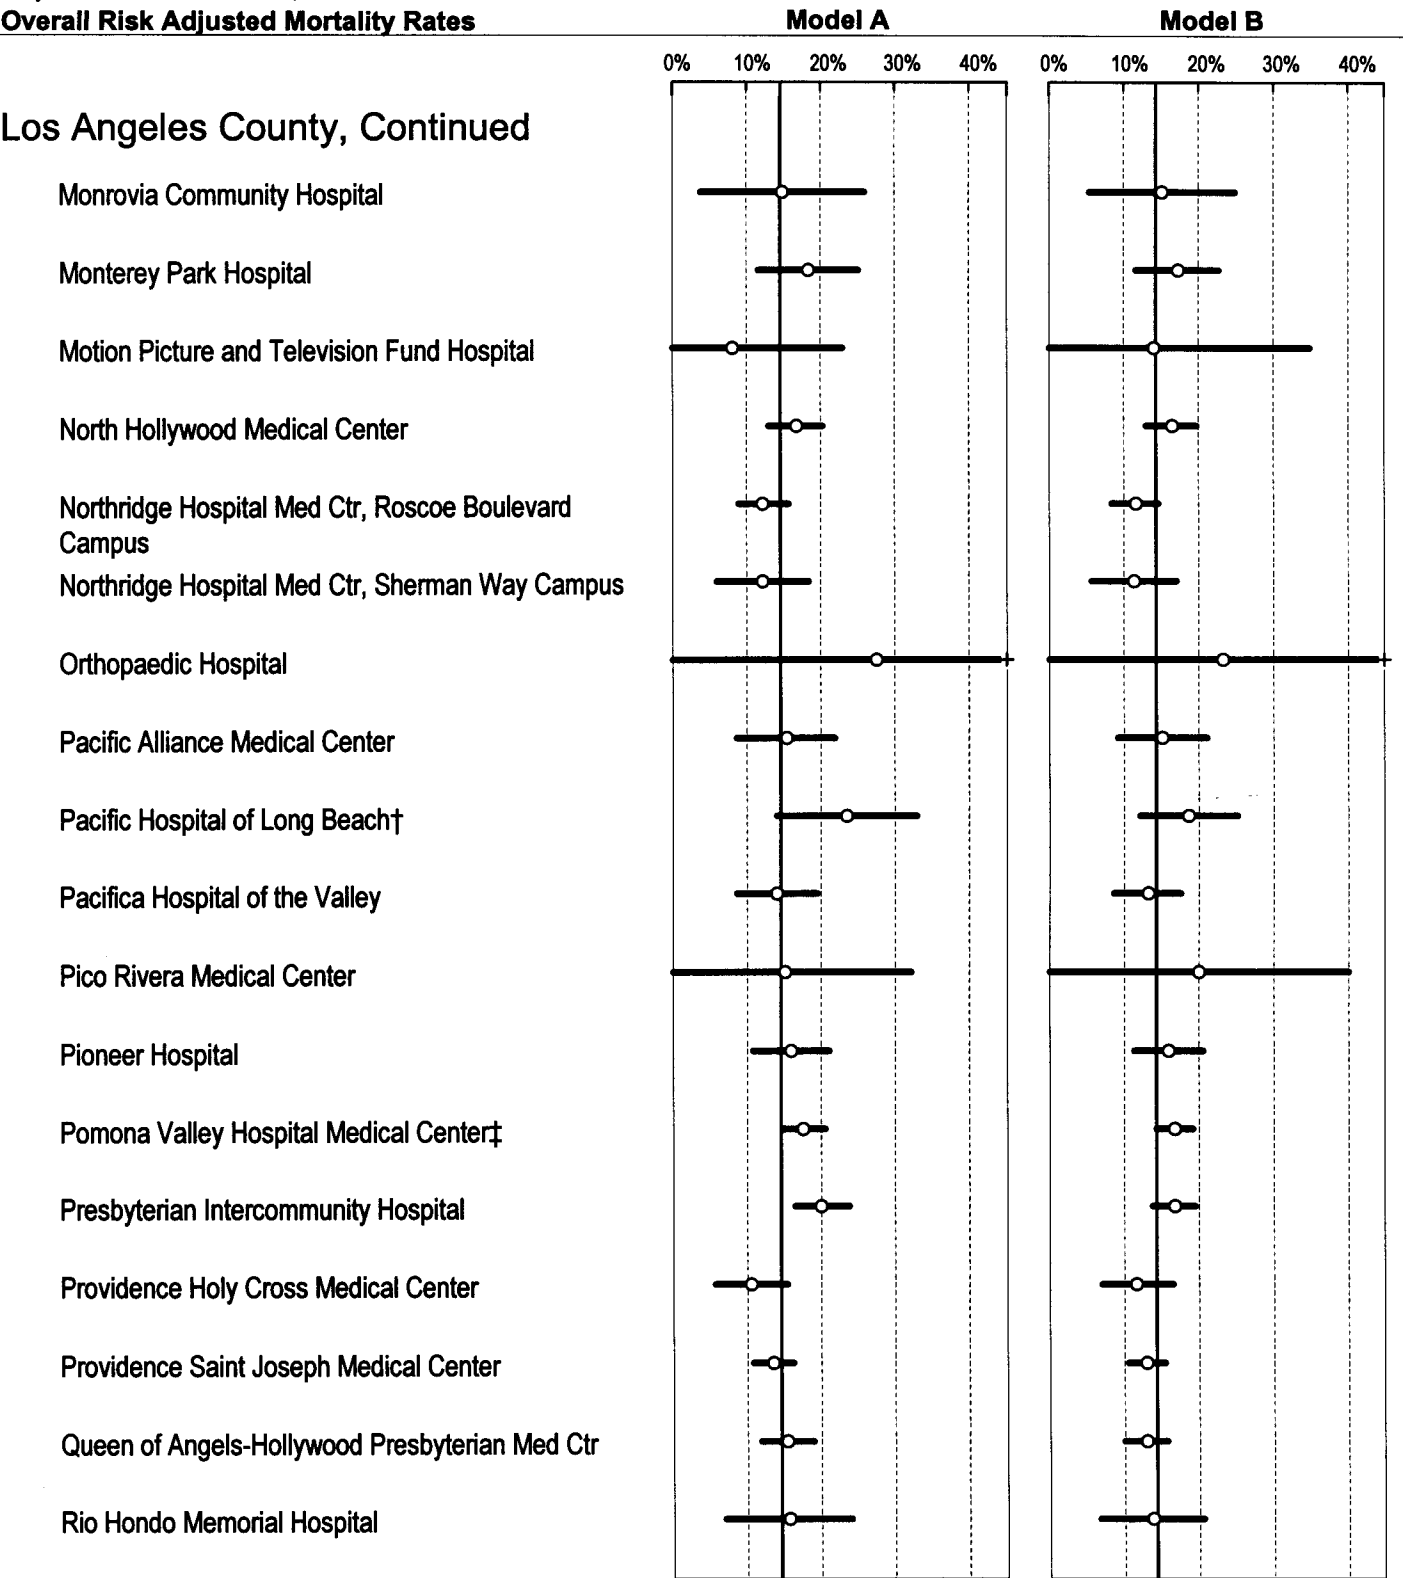 Overall Risk Adjusted Mortality Rates Model A Model B
0% 10% 20% 30% 40% 0% 10% 20% 30% 40%
Los Angeles County, Continued
Monrovia Community Hospital
Monterey Park Hospital
Motion Picture and Television Fund Hospital
North Hollywood Medical Center
Northridge Hospital Med Ctr, Roscoe Boulevard
Campus
Northridge Hospital Med Ctr, Sherman Way Campus
Orthopaedic Hospital
Pacific Alliance Medical Center
Pacific Hospital of Long Beach†
Pacifica Hospital of the Valley
Pico Rivera Medical Center
Pioneer Hospital
Pomona Valley Hospital Medical Center‡
Presbyterian Intercommunity Hospital
Providence Holy Cross Medical Center
Providence Saint Joseph Medical Center
Queen of Angels-Hollywood Presbyterian Med Ctr
Rio Hondo Memorial Hospital